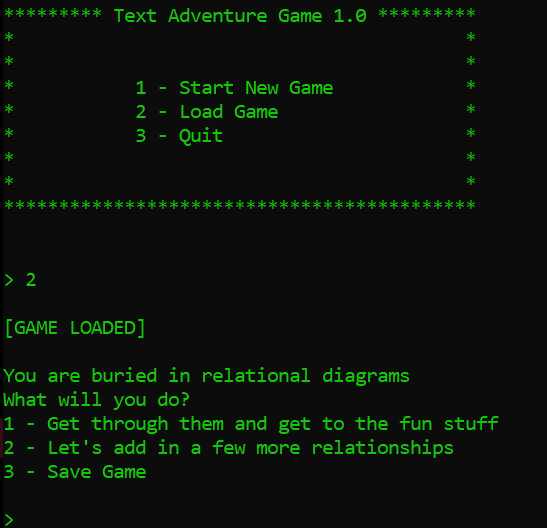 ********* Text Adventure Game 1.0 *********
*                                         *
*                                         *
*           1 - Start New Game            *
*           2 - Load Game                 *
*           3 - Quit                      *
*                                         *
*                                         *
*******************************************
> 2
[GAME LOADED]
You are buried in relational diagrams
What will you do?
1 - Get through them and get to the fun stuff
2 - Let's add in a few more relationships
3 - Save Game
>